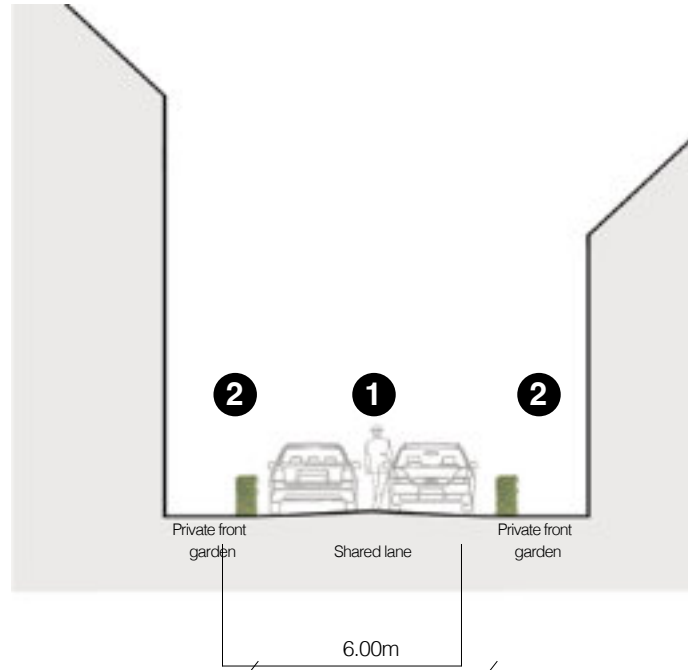 2 1 2
Private front
garden
Shared lane
Private front
garden
6.00m